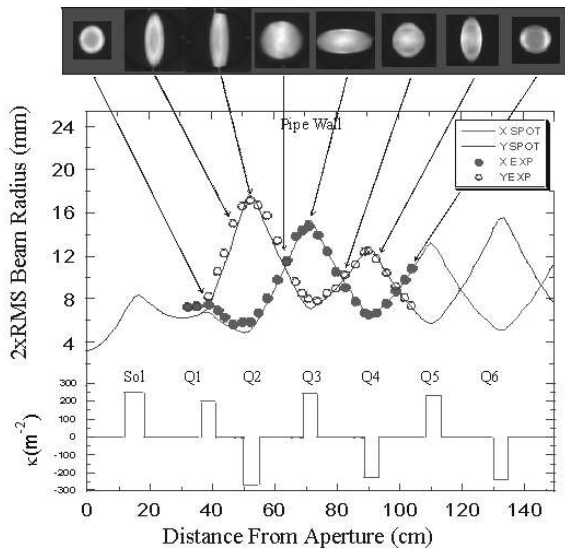 24
20
16
12
8
4
2xRMS Beam Radius (mm)
Pipe Wall
X SPOT
Y SPOT
X EXP
Y EXP
Sol Q1 Q2 Q3 Q4 Q5 Q6
300
200
100
0
-100
-200
-300
κ(m⁻²)
0 20 40 60 80 100 120 140
Distance From Aperture (cm)